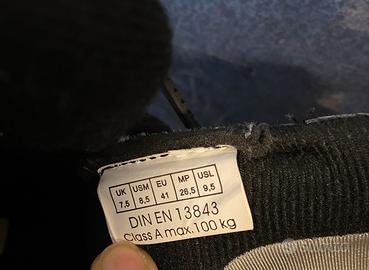 UK USM EU MP USL
7,5 8,5 41 26,5 9,5
DIN EN 13843
Class A max. 100 kg